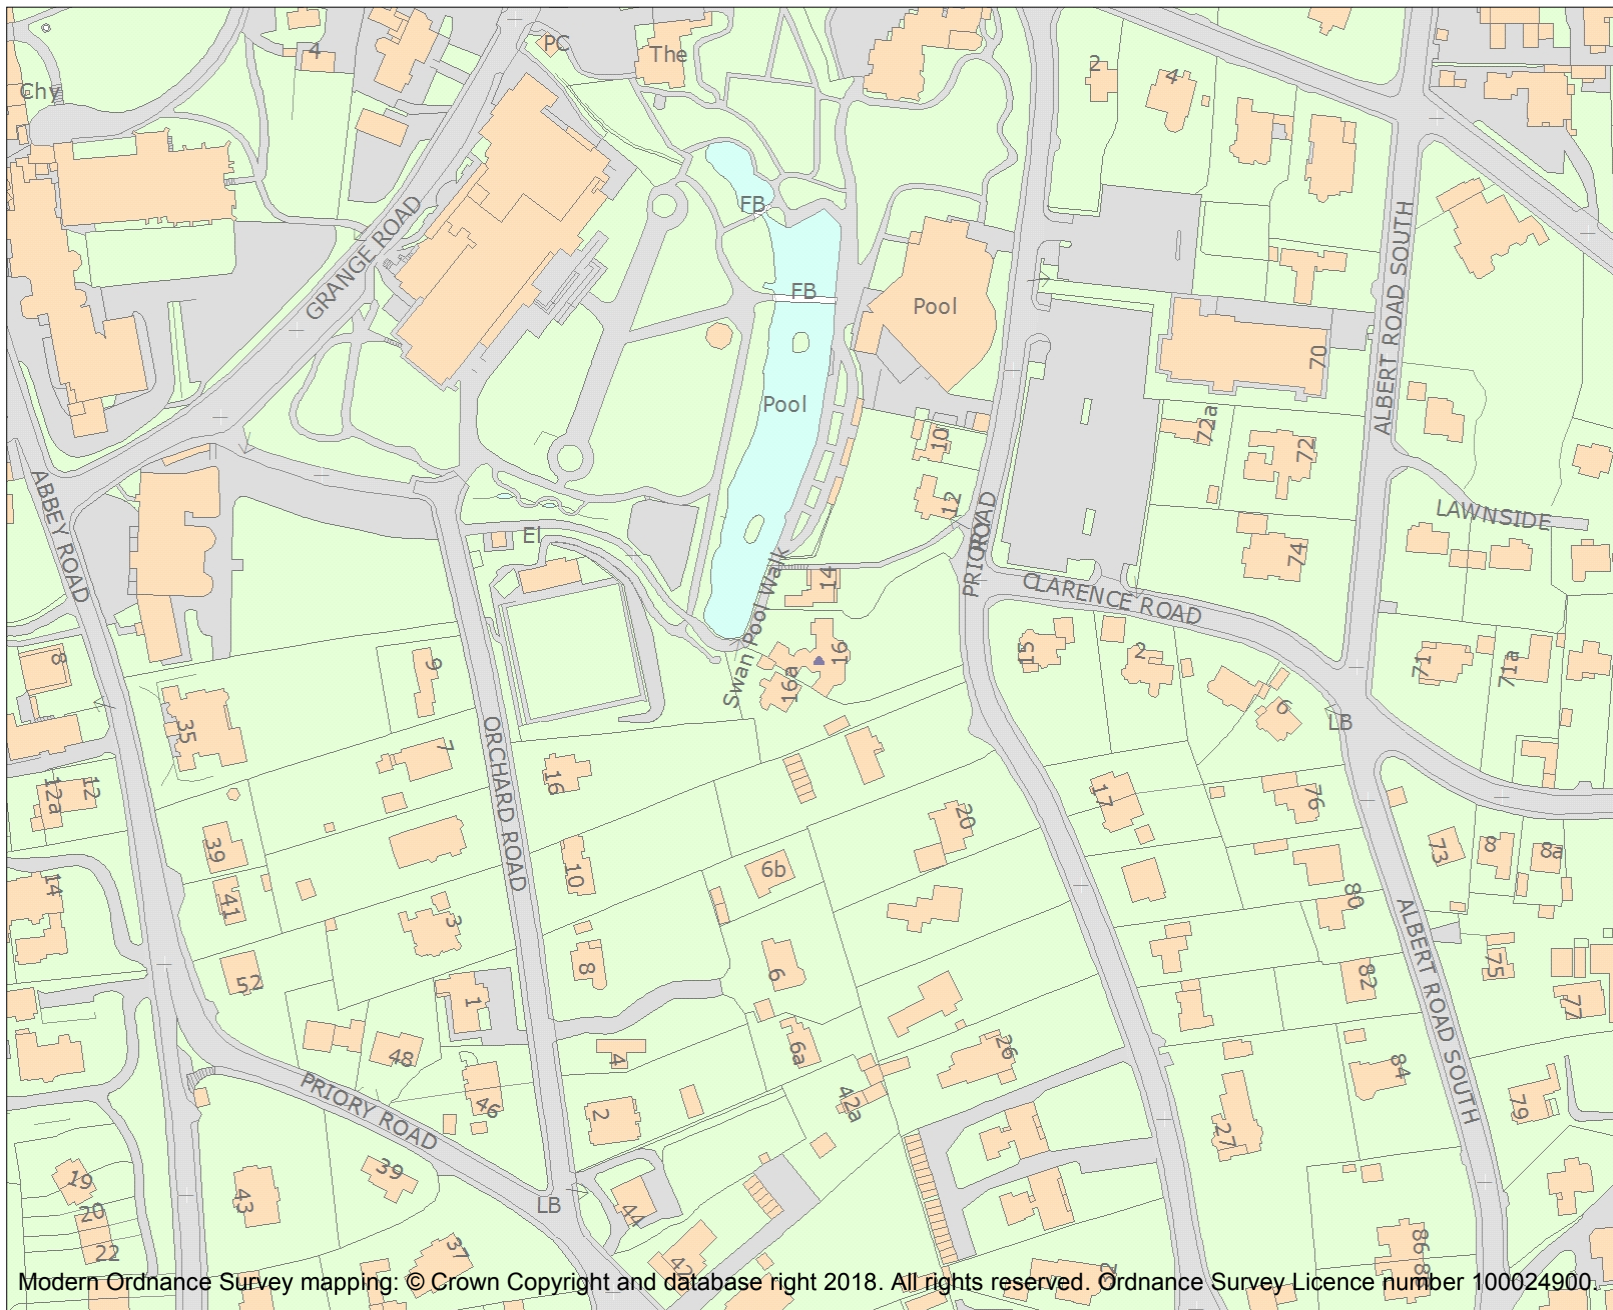 PC
The
4
2
4
Chy
GRANGE ROAD
FB
FB
Pool
Pool
ALBERT ROAD SOUTH
70
72a
72
10
12
ABBEY ROAD
El
PRIORY
ROAD
LAWNSIDE
74
Swan Pool Walk
14
CLARENCE ROAD
8
9
16
16a
15
2
71
71a
6
LB
35
7
ORCHARD ROAD
16
12a
12
17
76
20
39
10
6b
73
8
8a
14
41
3
80
ALBERT ROAD SOUTH
52
8
6
82
75
77
1
48
4
6a
26
84
PRIORY ROAD
46
2
42a
27
79
19
20
22
43
39
LB
44
37
42
32
86
88
Modern Ordnance Survey mapping: © Crown Copyright and database right 2018. All rights reserved. Ordnance Survey Licence number 100024900.